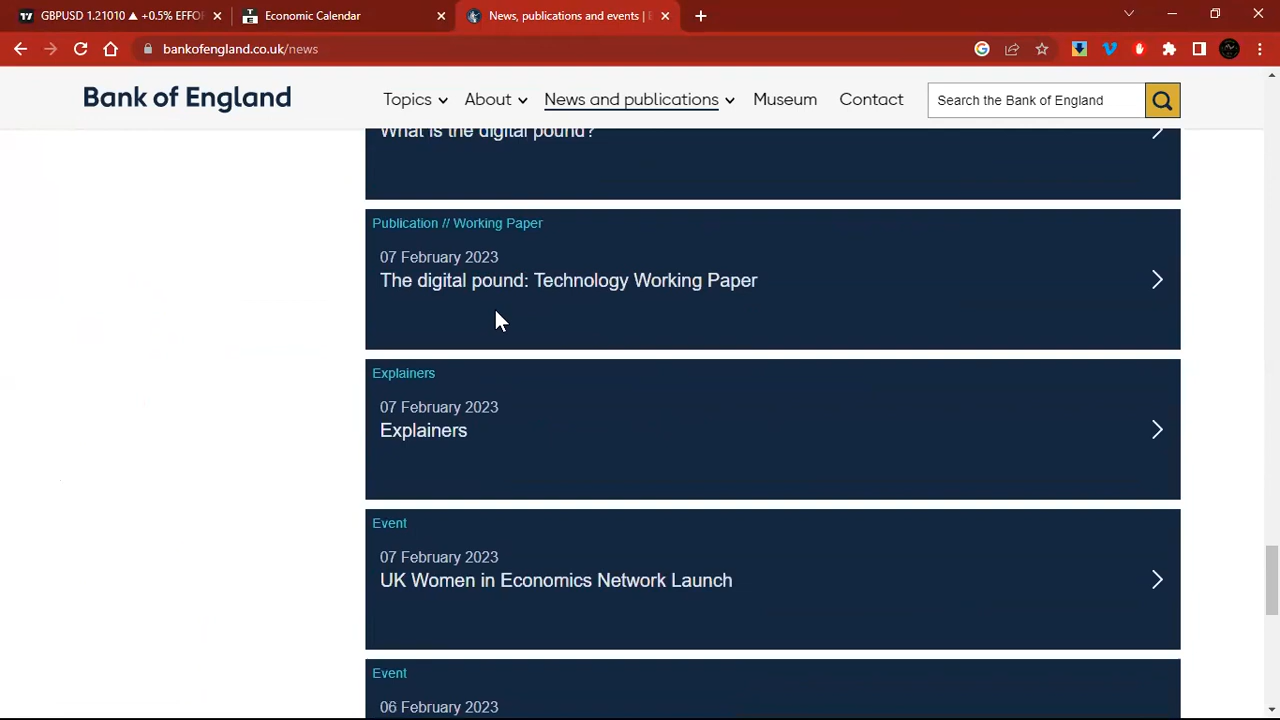 GBPUSD 1.21010 ▲ +0.5% EFFOR
Economic Calendar
News, publications and events |
bankofengland.co.uk/news
Bank of England
Topics
About
News and publications
Museum
Contact
Search the Bank of England
What is the digital pound?
Publication // Working Paper
07 February 2023
The digital pound: Technology Working Paper
Explainers
07 February 2023
Explainers
Event
07 February 2023
UK Women in Economics Network Launch
Event
06 February 2023